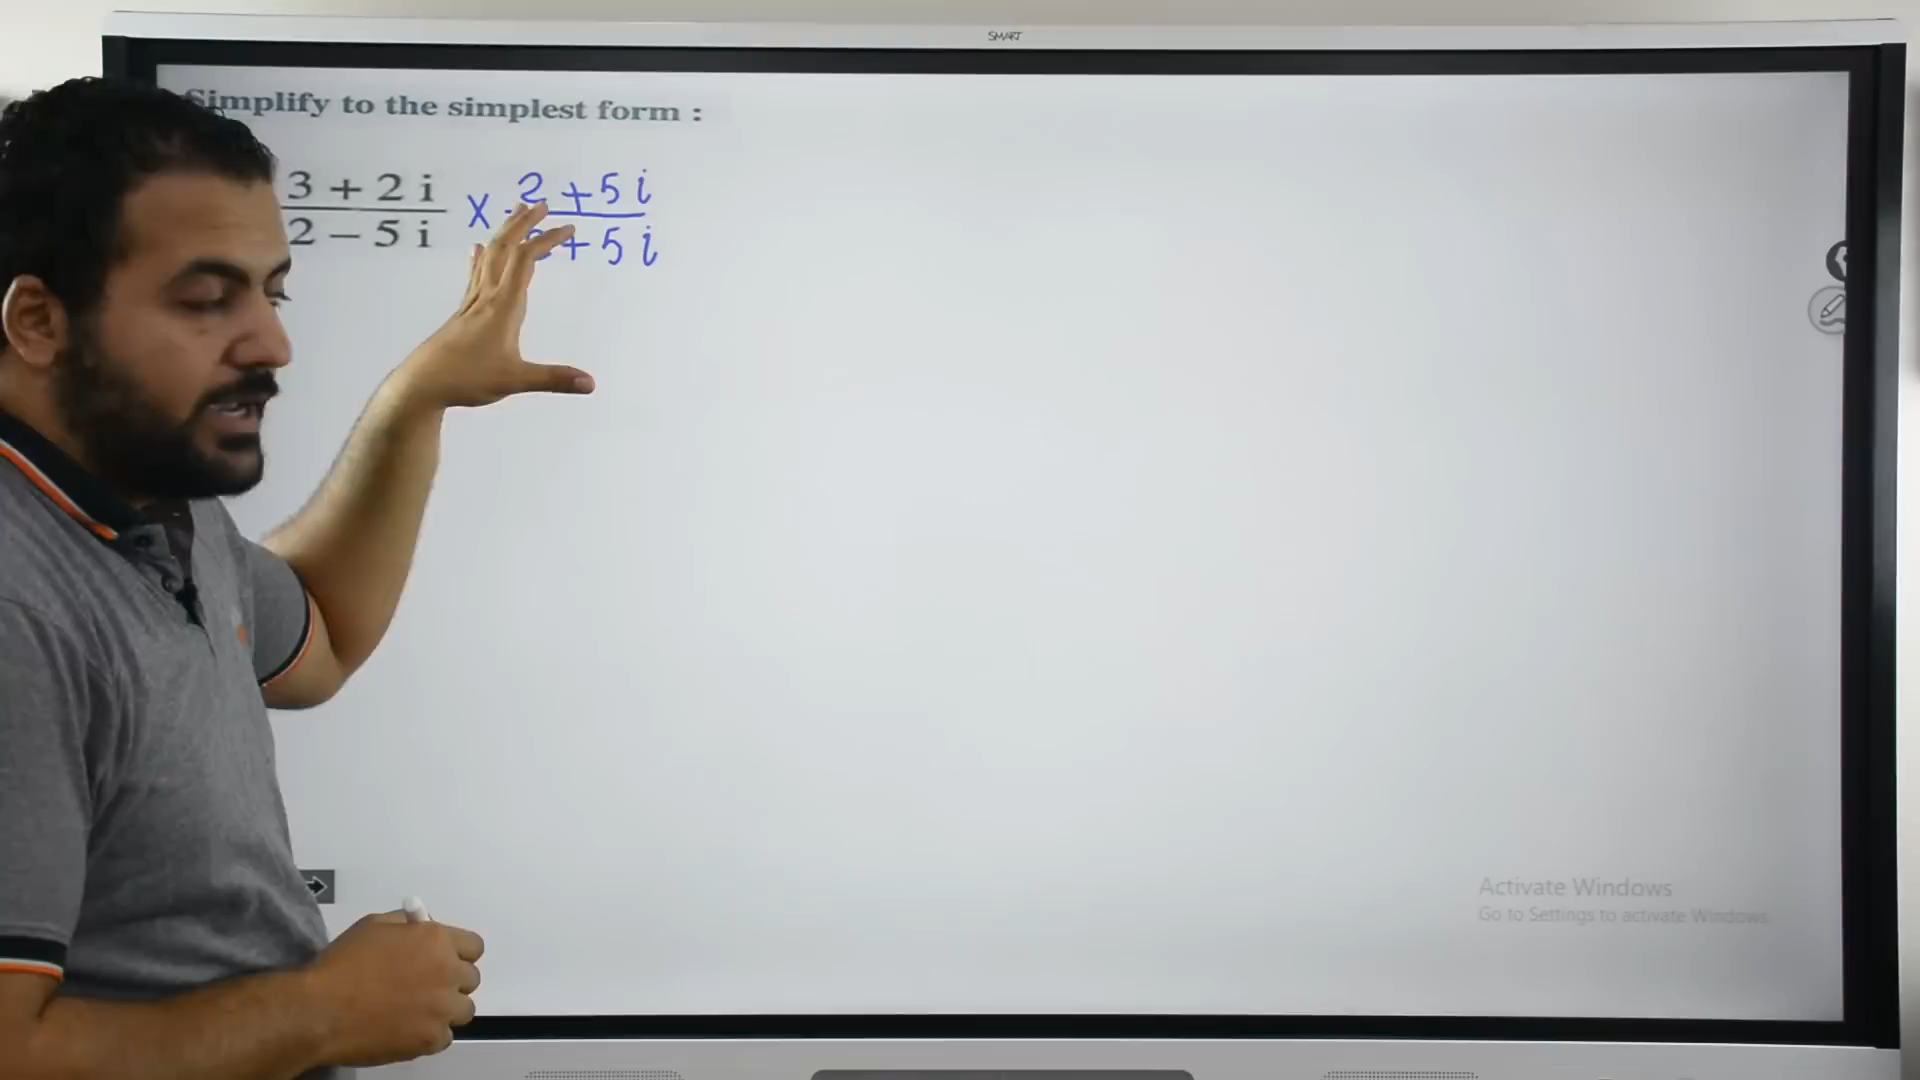 SMART
Simplify to the simplest form :
3 + 2 i × 2 + 5 i
2 – 5 i + 5 i
Activate Windows
Go to Settings to activate Windows.